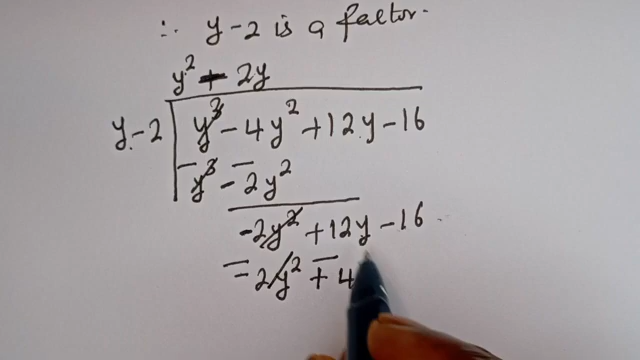 ∴ y-2 is a factor.
y² - 2y
y-2 | y³ - 4y² + 12y - 16
y³ - 2y²
-2y² + 12y - 16
- 2y² + 4